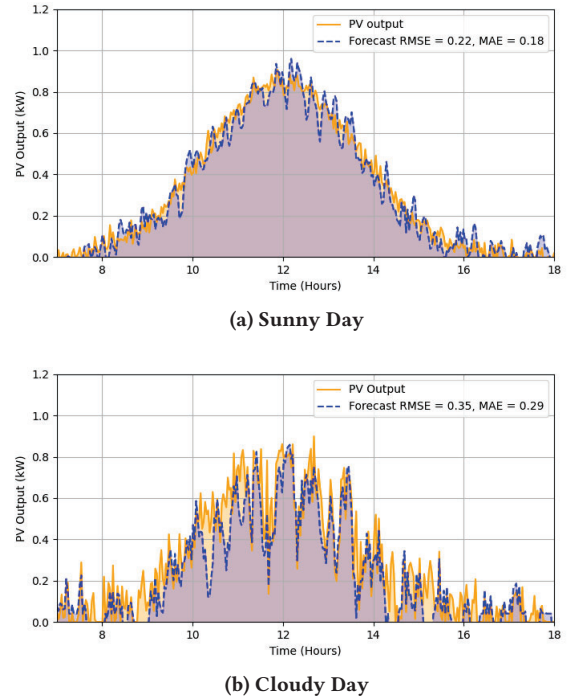 1.2
1.0
0.8
0.6
0.4
0.2
0.0
PV Output (kW)
PV output
Forecast RMSE = 0.22, MAE = 0.18
8 10 12 14 16 18
Time (Hours)
(a) Sunny Day
1.2
1.0
0.8
0.6
0.4
0.2
0.0
PV Output (kW)
PV Output
Forecast RMSE = 0.35, MAE = 0.29
8 10 12 14 16 18
Time (Hours)
(b) Cloudy Day